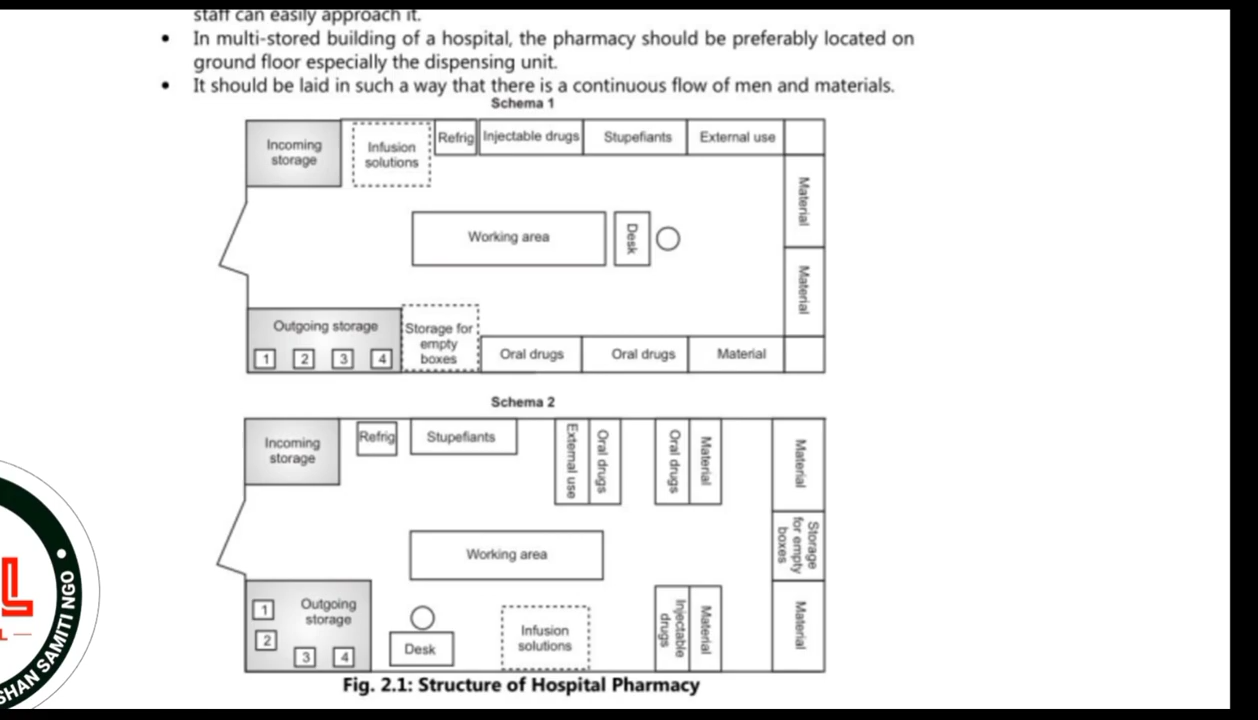 staff can easily approach it.
• In multi-stored building of a hospital, the pharmacy should be preferably located on
ground floor especially the dispensing unit.
• It should be laid in such a way that there is a continuous flow of men and materials.
Schema 1
Incoming
storage
Infusion
solutions
Refrig
Injectable drugs
Stupefiants
External use
Material
Material
Working area
Desk
Outgoing storage
1 2 3 4
Storage for
empty
boxes
Oral drugs
Oral drugs
Material
Schema 2
Incoming
storage
Refrig
Stupefiants
External use
Oral drugs
Oral drugs
Material
Material
Storage
for empty
boxes
Material
Working area
1
2
Outgoing
storage
3 4
Desk
Infusion
solutions
Injectable
drugs
Material
Fig. 2.1: Structure of Hospital Pharmacy
SHAN SAMITI NGO
L